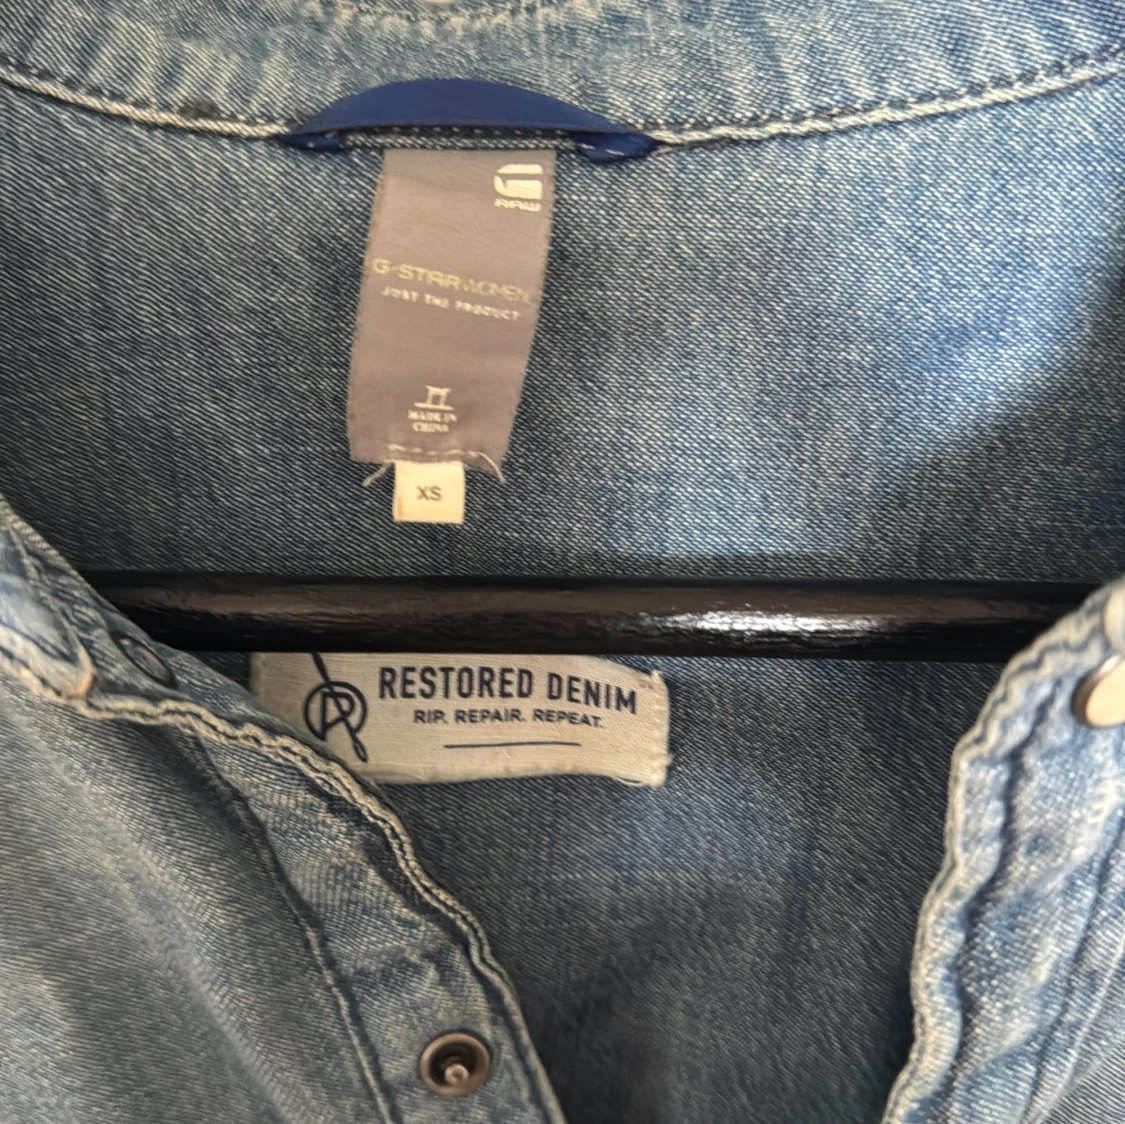 RAW
G-STAR WOMEN
JUST THE PRODUCT
MADE IN
CHINA
XS
RESTORED DENIM
RIP. REPAIR. REPEAT.